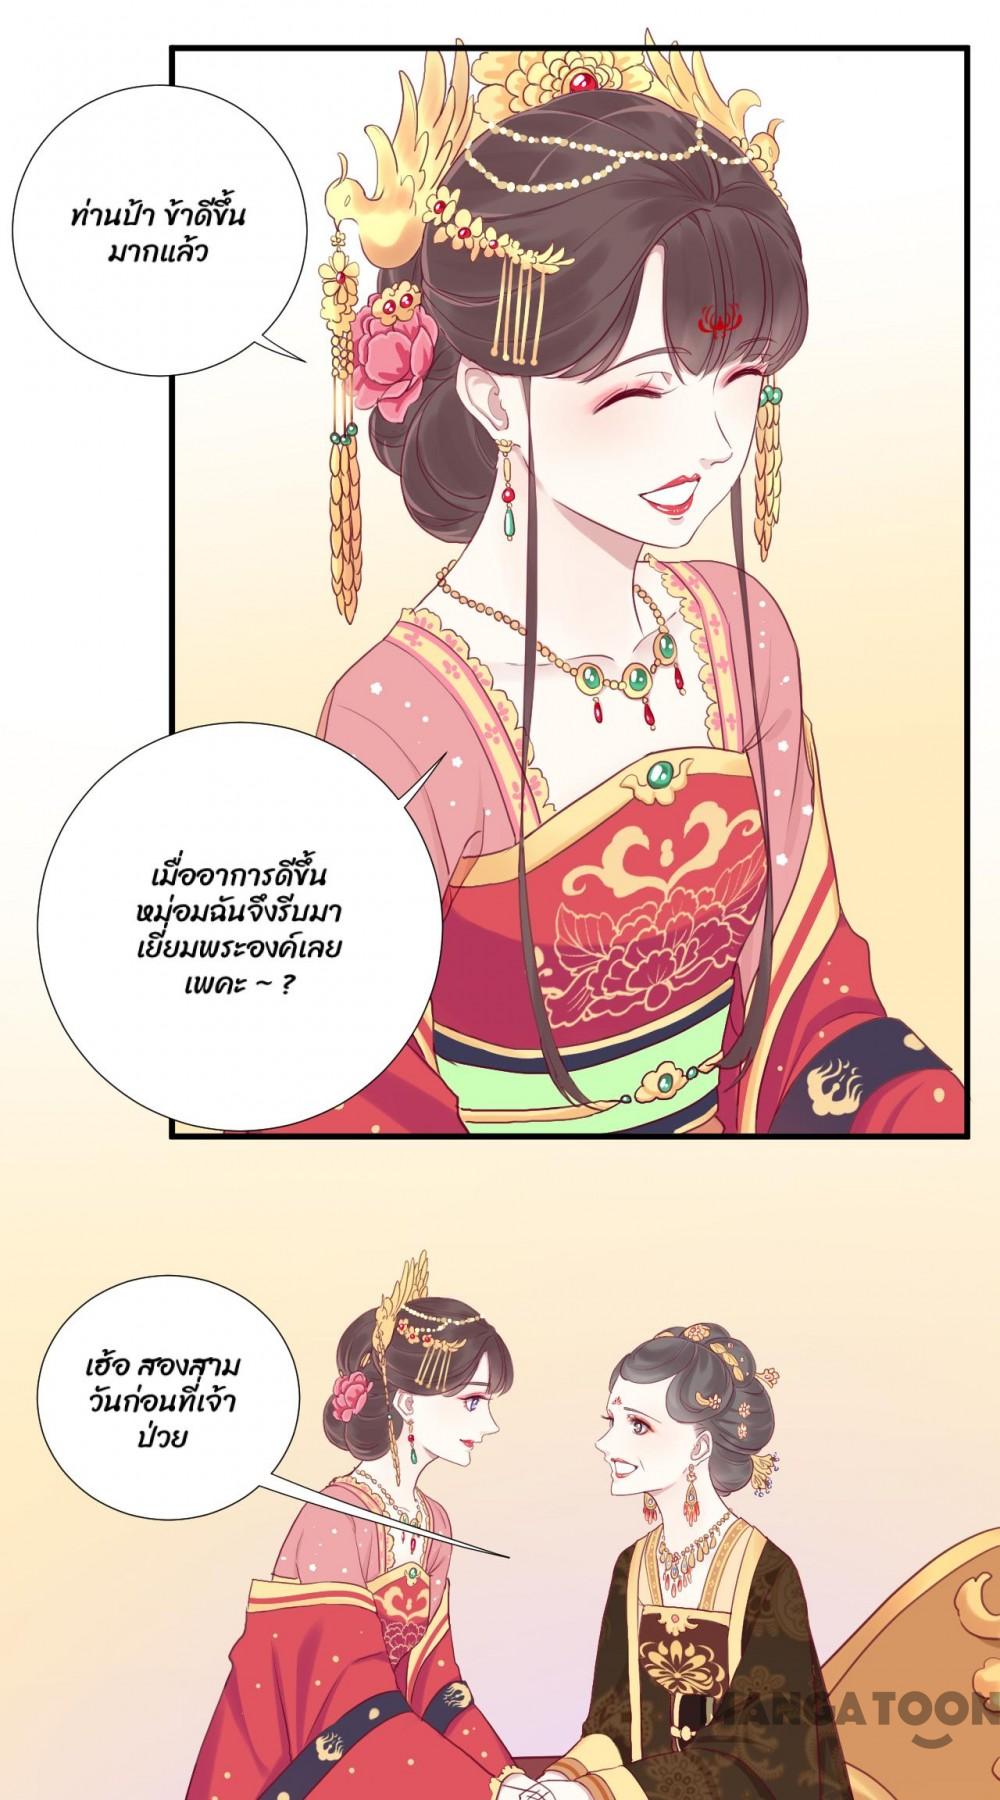 ท่านป้า ข้าดีขึ้น
มากแล้ว
เมื่ออาการดีขึ้น
หม่อมฉันจึงรีบมา
เยี่ยมพระองค์เลย
เพคะ ~ ?
เฮ้อ สองสาม
วันก่อนที่เจ้า
ป่วย
MANGATOON